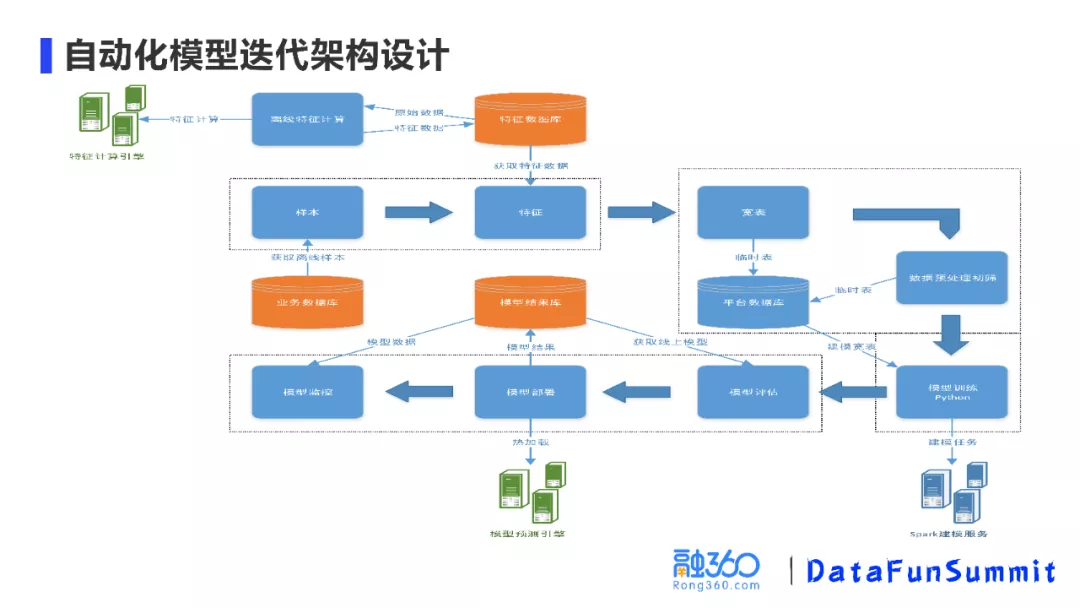 自动化模型迭代架构设计
特征计算引擎
特征计算
离线特征计算
原始数据
特征数据
特征数据库
获取特征数据
样本
特征
宽表
获取离线样本
临时表
数据预处理初筛
业务数据库
模型结果库
平台数据库
临时表
模型数据
模型结果
获取线上模型
建模宽表
模型监控
模型部署
模型评估
模型训练
Python
热加载
建模任务
模型预测引擎
Spark建模服务
融360
Rong360.com
DataFunSummit